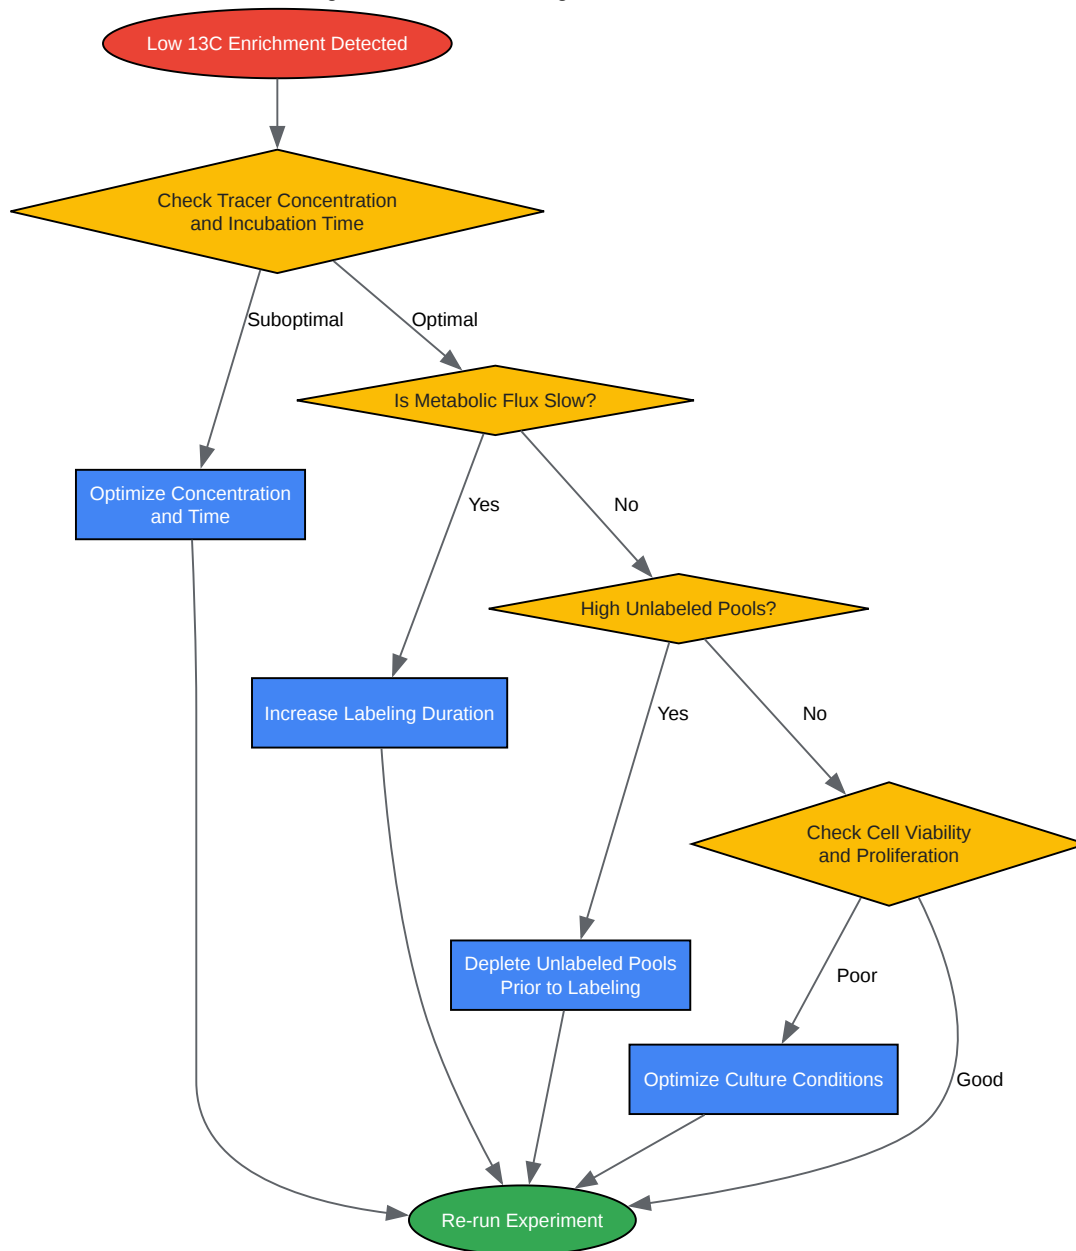 Low 13C Enrichment Detected
Check Tracer Concentration
and Incubation Time
Suboptimal
Optimal
Is Metabolic Flux Slow?
Optimize Concentration
and Time
Yes
No
High Unlabeled Pools?
Increase Labeling Duration
Yes
No
Check Cell Viability
and Proliferation
Deplete Unlabeled Pools
Prior to Labeling
Poor
Optimize Culture Conditions
Good
Re-run Experiment